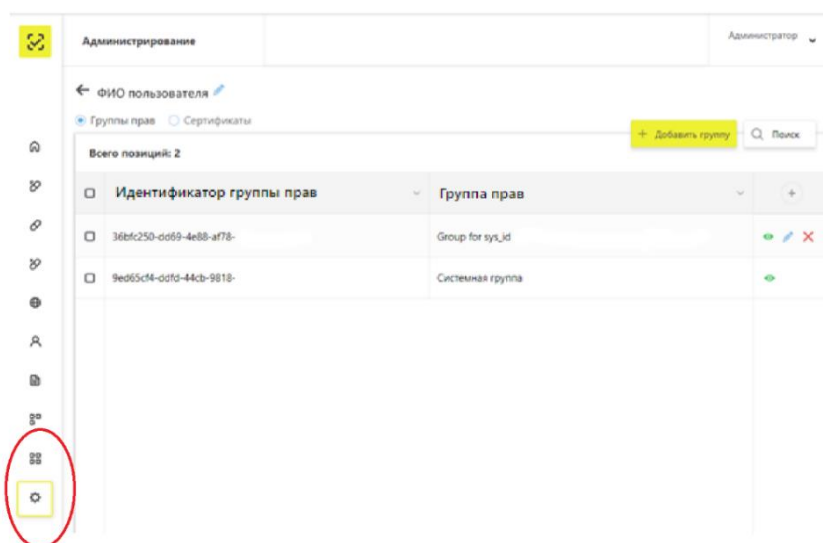 Администрирование
Администратор
ФИО пользователя
Группы прав Сертификаты
+ Добавить группу Поиск
Всего позиций: 2
Идентификатор группы прав Группа прав
36bfc250-dd69-4e88-af78- Group for sys_id
9ed65cf4-ddfd-44cb-9818- Системная группа